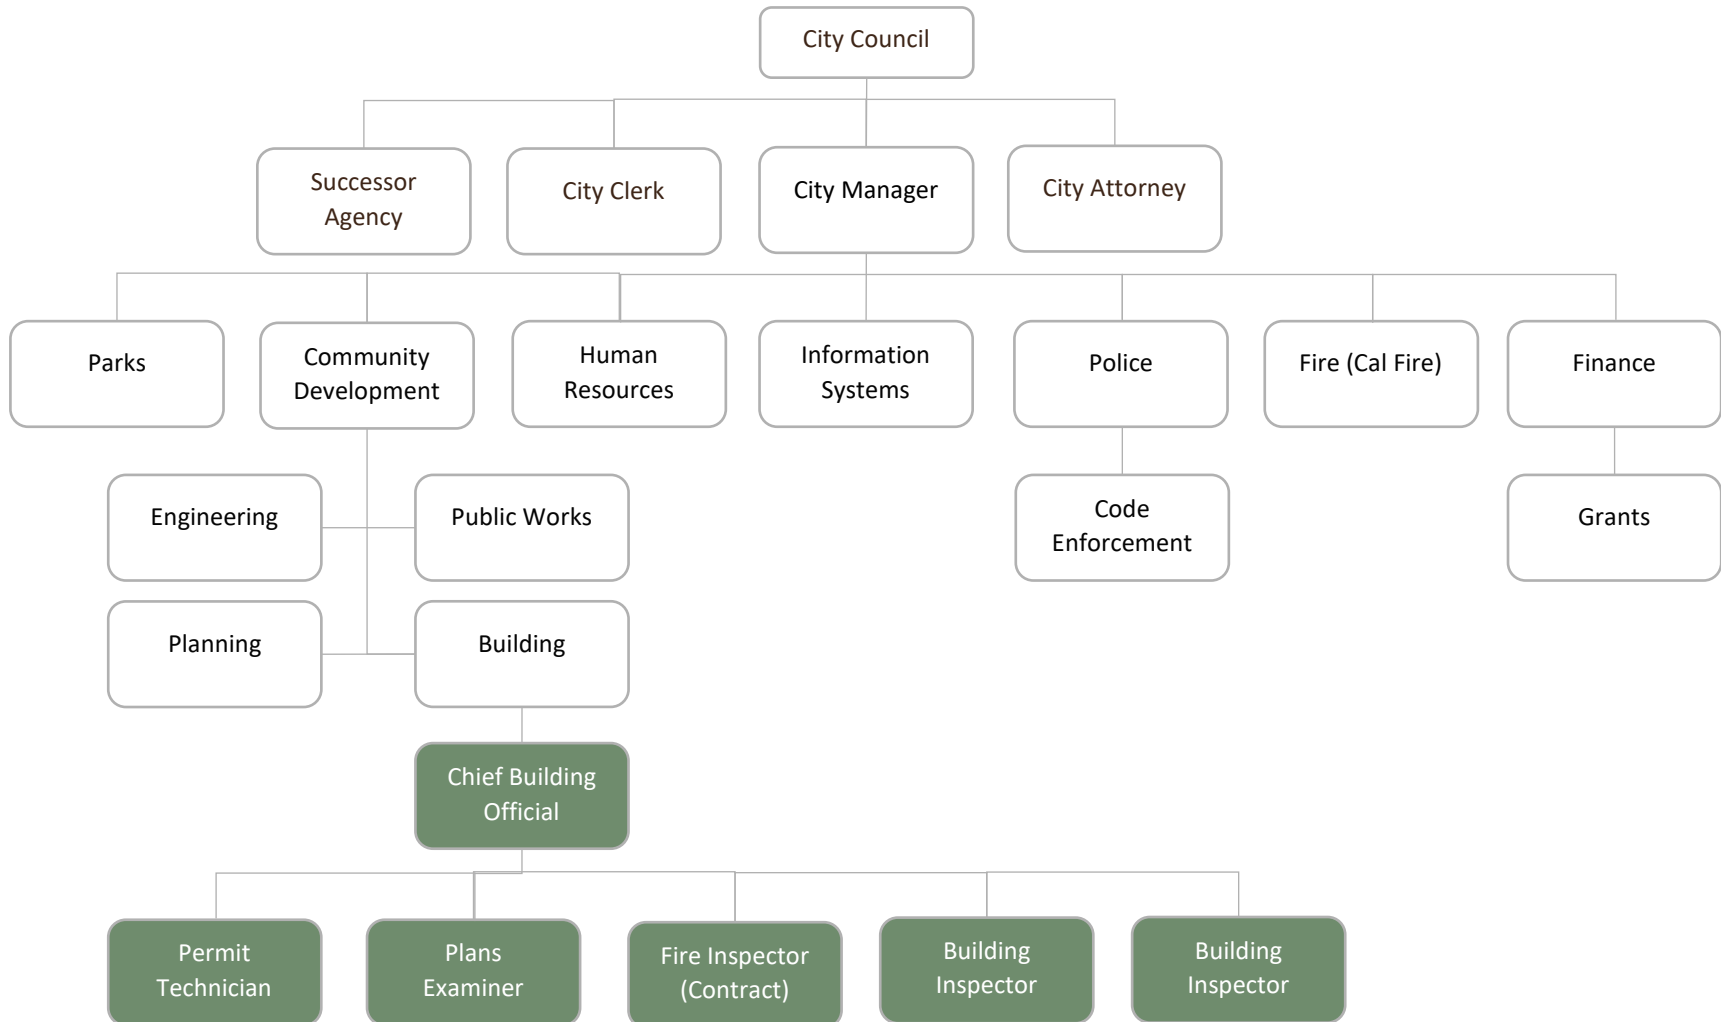 City Council
Successor
Agency
City Clerk
City Manager
City Attorney
Parks
Community
Development
Human
Resources
Information
Systems
Police
Fire (Cal Fire)
Finance
Engineering
Public Works
Code
Enforcement
Grants
Planning
Building
Chief Building
Official
Permit
Technician
Plans
Examiner
Fire Inspector
(Contract)
Building
Inspector
Building
Inspector